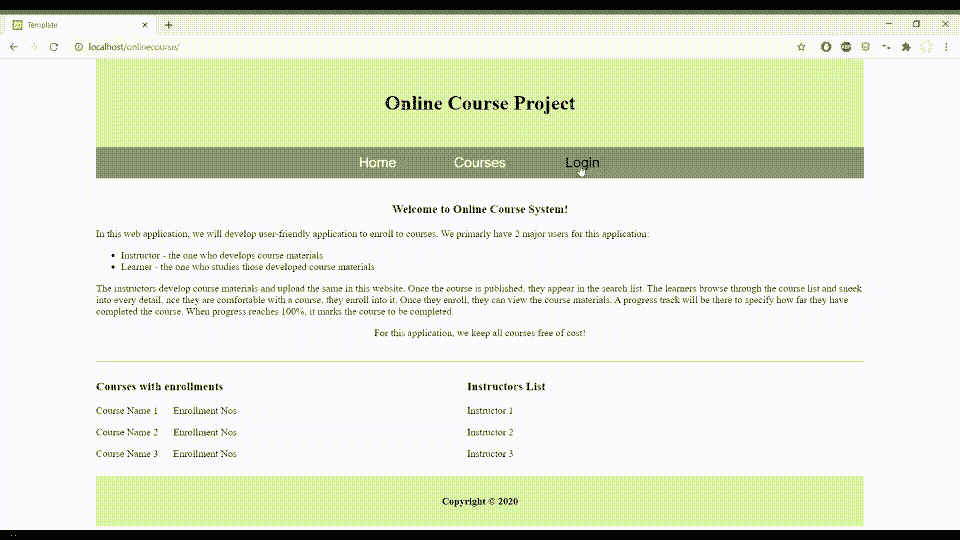 Template
localhost/onlinecourse/
Online Course Project
Home Courses Login
Welcome to Online Course System!
In this web application, we will develop user-friendly application to enroll to courses. We primarly have 2 major users for this application:
• Instructor - the one who develops course materials
• Learner - the one who studies those developed course materials
The instructors develop course materials and upload the same in this website. Once the course is published, they appear in the search list. The learners browse through the course list and sneek
into every detail. nce they are comfortable with a course, they enroll into it. Once they enroll, they can view the course materials. A progress track will be there to specify how far they have
completed the course. When progress reaches 100%, it marks the course to be completed.
For this application, we keep all courses free of cost!
Courses with enrollments
Course Name 1 Enrollment Nos
Course Name 2 Enrollment Nos
Course Name 3 Enrollment Nos
Instructors List
Instructor 1
Instructor 2
Instructor 3
Copyright © 2020